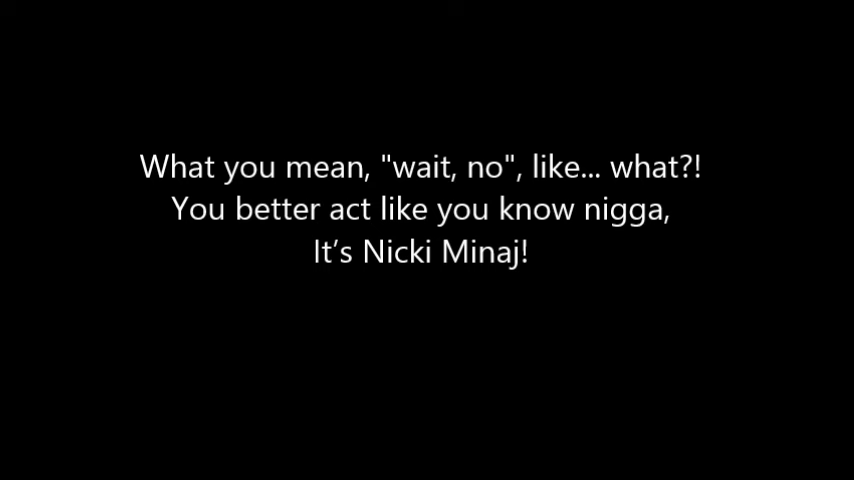 What you mean, "wait, no", like... what?!
You better act like you know nigga,
It’s Nicki Minaj!